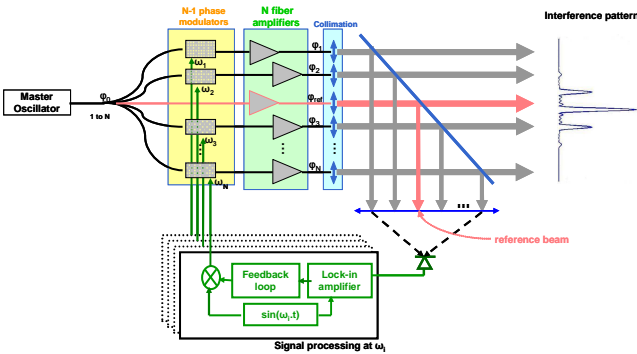 N-1 phase
modulators
N fiber
amplifiers
Collimation
Interference pattern
Master
Oscillator
φ0
1 to N
ω1
ω2
ω3
ωN
φ1
φ2
φref
φ3
φN
...
reference beam
Feedback
loop
Lock-in
amplifier
sin(ωi.t)
Signal processing at ωi